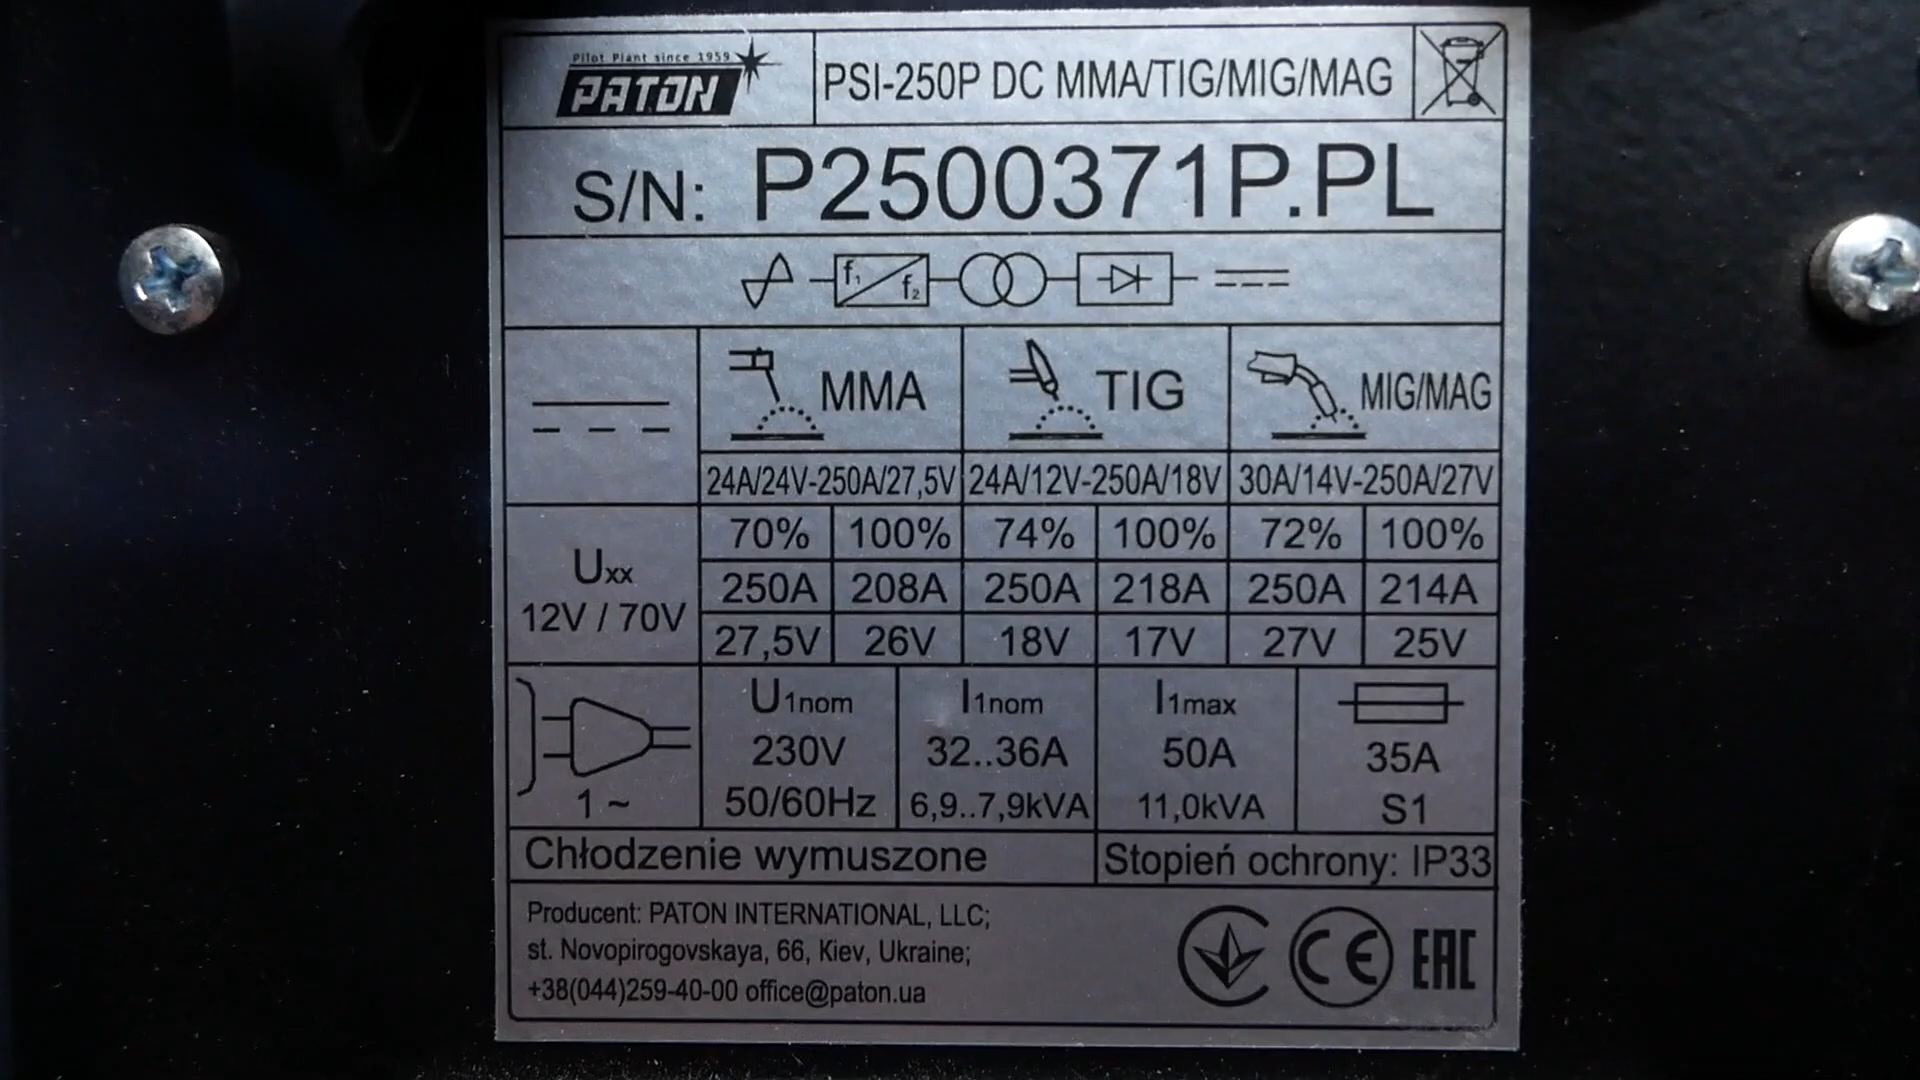 Pilot Plant since 1959
PATON
PSI-250P DC MMA/TIG/MIG/MAG
S/N: P2500371P.PL
f1 f2
MMA TIG MIG/MAG
24A/24V-250A/27,5V 24A/12V-250A/18V 30A/14V-250A/27V
Uxx
12V / 70V
70% 100% 74% 100% 72% 100%
250A 208A 250A 218A 250A 214A
27,5V 26V 18V 17V 27V 25V
1 ~
U1nom I1nom I1max
230V 32..36A 50A 35A
50/60Hz 6,9..7,9kVA 11,0kVA S1
Chłodzenie wymuszone Stopień ochrony: IP33
Producent: PATON INTERNATIONAL, LLC;
st. Novopirogovskaya, 66, Kiev, Ukraine;
+38(044)259-40-00 office@paton.ua
CE EAC